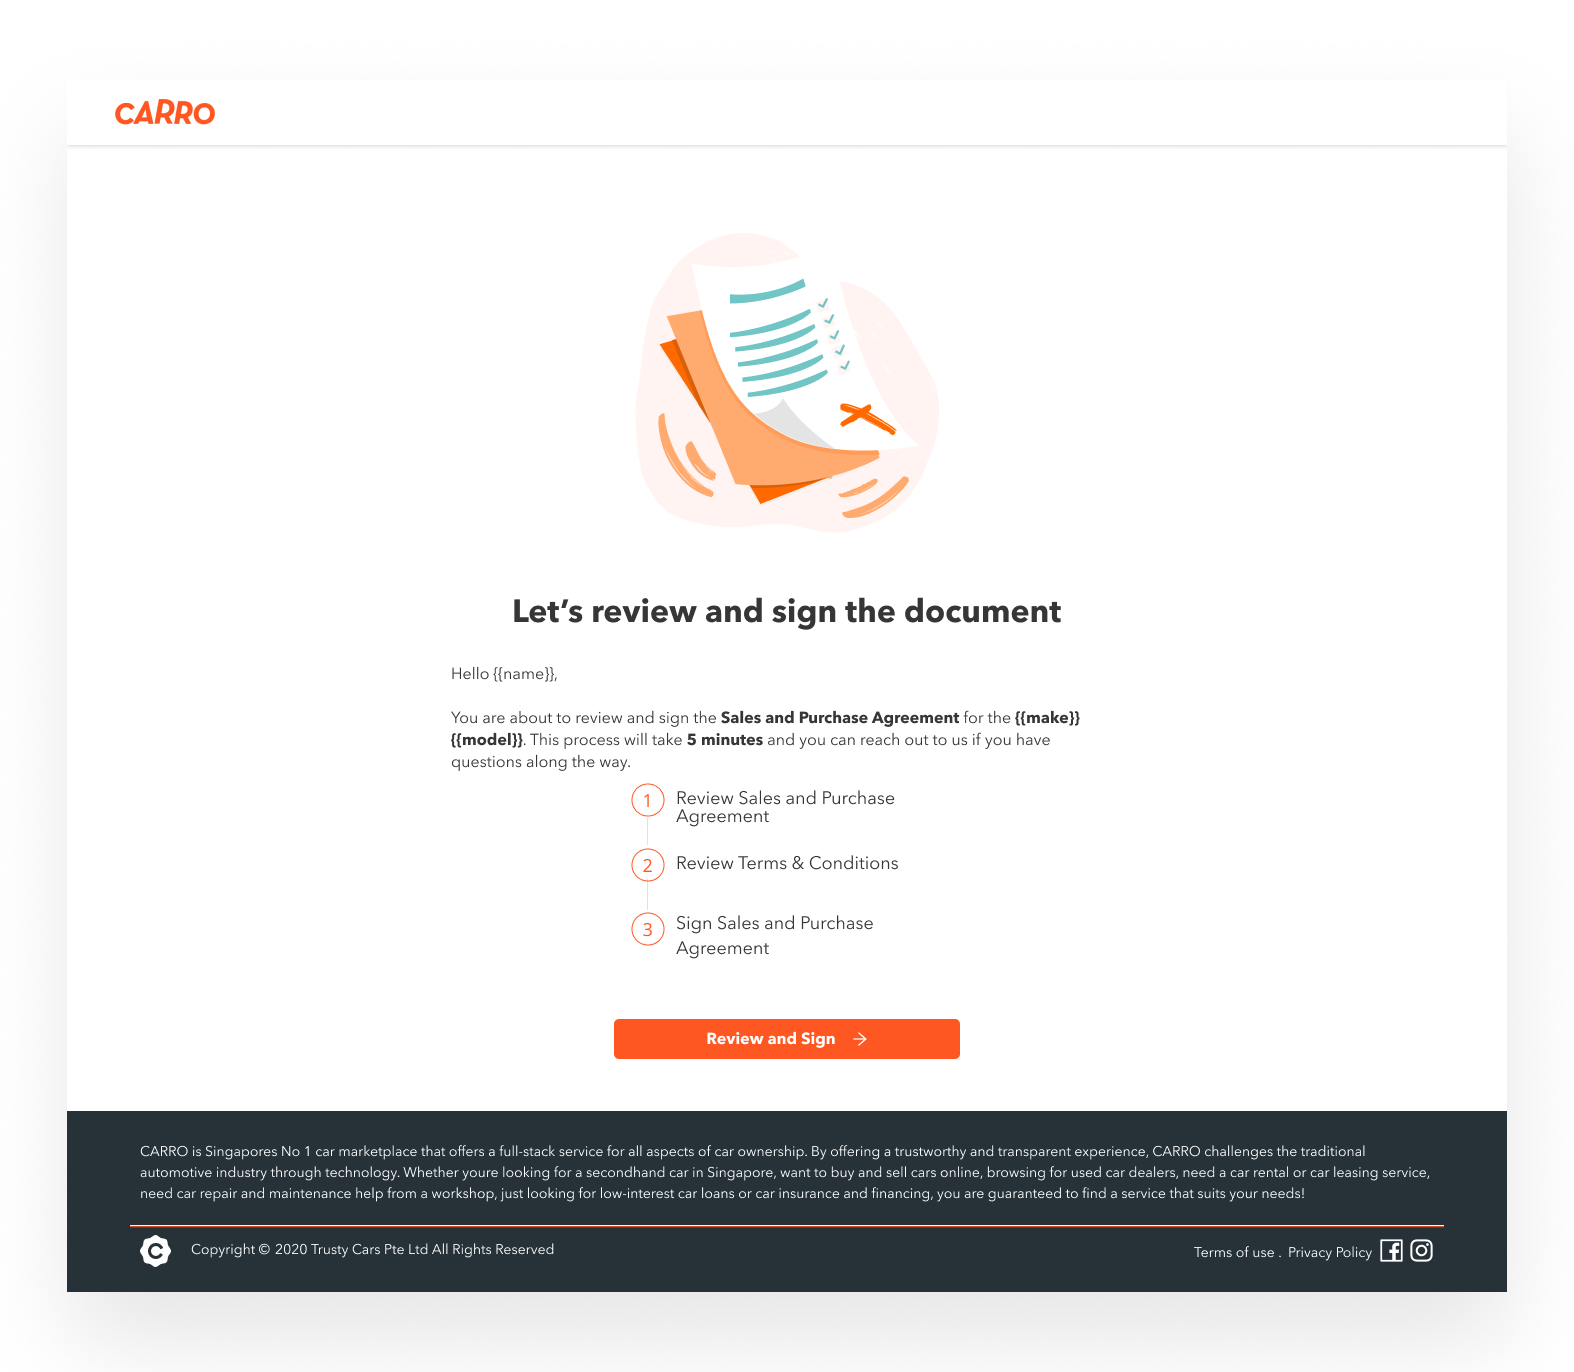 CARRO
Let’s review and sign the document
Hello {{name}},
You are about to review and sign the Sales and Purchase Agreement for the {{make}}
{{model}}. This process will take 5 minutes and you can reach out to us if you have
questions along the way.
1 Review Sales and Purchase
Agreement
2 Review Terms & Conditions
3 Sign Sales and Purchase
Agreement
Review and Sign
CARRO is Singapores No 1 car marketplace that offers a full-stack service for all aspects of car ownership. By offering a trustworthy and transparent experience, CARRO challenges the traditional
automotive industry through technology. Whether youre looking for a secondhand car in Singapore, want to buy and sell cars online, browsing for used car dealers, need a car rental or car leasing service,
need car repair and maintenance help from a workshop, just looking for low-interest car loans or car insurance and financing, you are guaranteed to find a service that suits your needs!
C Copyright © 2020 Trusty Cars Pte Ltd All Rights Reserved
Terms of use . Privacy Policy